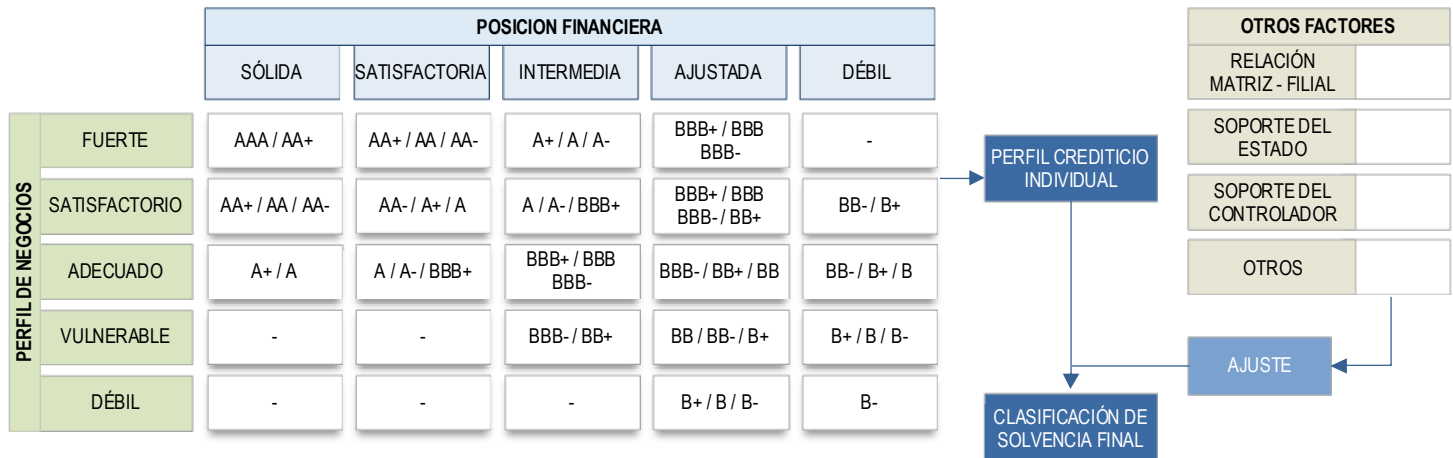 POSICION FINANCIERA
SÓLIDA
SATISFACTORIA
INTERMEDIA
AJUSTADA
DÉBIL
PERFIL DE NEGOCIOS
FUERTE
AAA / AA+
AA+ / AA / AA-
A+ / A / A-
BBB+ / BBB
BBB-
-
SATISFACTORIO
AA+ / AA / AA-
AA- / A+ / A
A / A- / BBB+
BBB+ / BBB
BBB- / BB+
BB- / B+
ADECUADO
A+ / A
A / A- / BBB+
BBB+ / BBB
BBB-
BBB- / BB+ / BB
BB- / B+ / B
VULNERABLE
-
-
BBB- / BB+
BB / BB- / B+
B+ / B / B-
DÉBIL
-
-
-
B+ / B / B-
B-
PERFIL CREDITICIO
INDIVIDUAL
CLASIFICACIÓN DE
SOLVENCIA FINAL
OTROS FACTORES
RELACIÓN
MATRIZ - FILIAL
SOPORTE DEL
ESTADO
SOPORTE DEL
CONTROLADOR
OTROS
AJUSTE